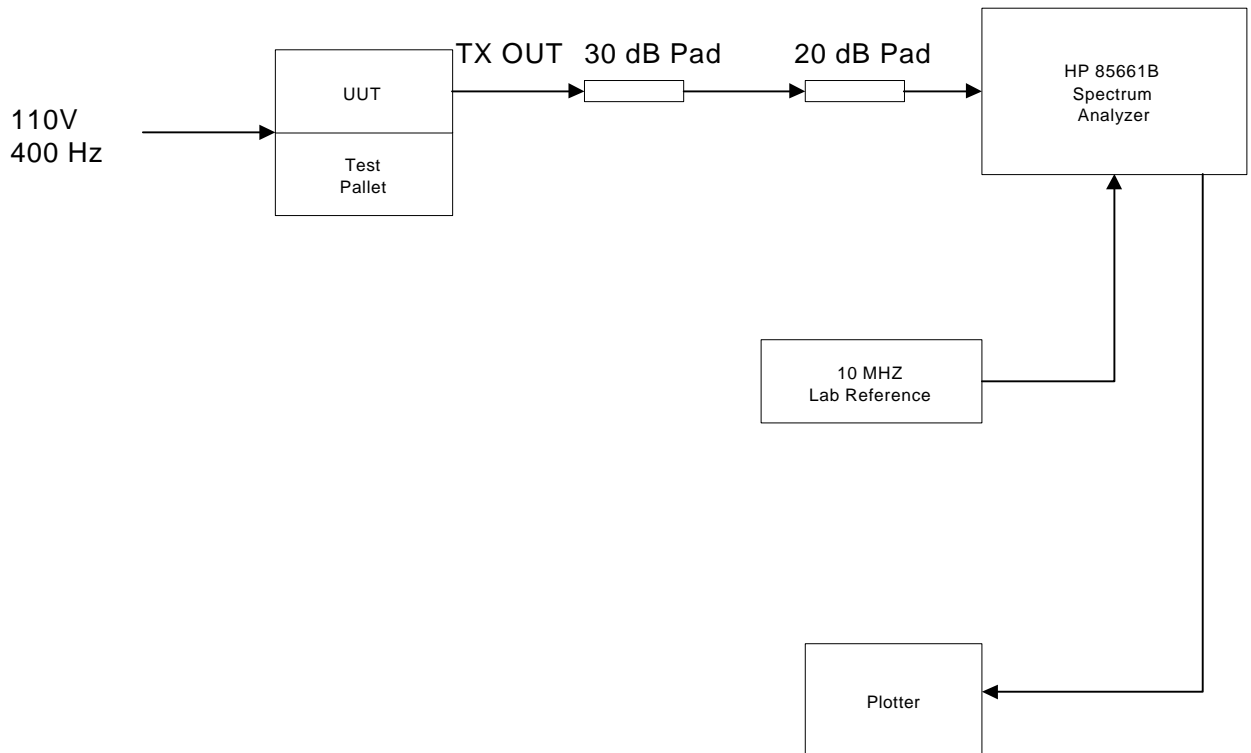 TX OUT
30 dB Pad
20 dB Pad
HP 85661B
Spectrum
Analyzer
UUT
110V
400 Hz
Test
Pallet
10 MHZ
Lab Reference
Plotter